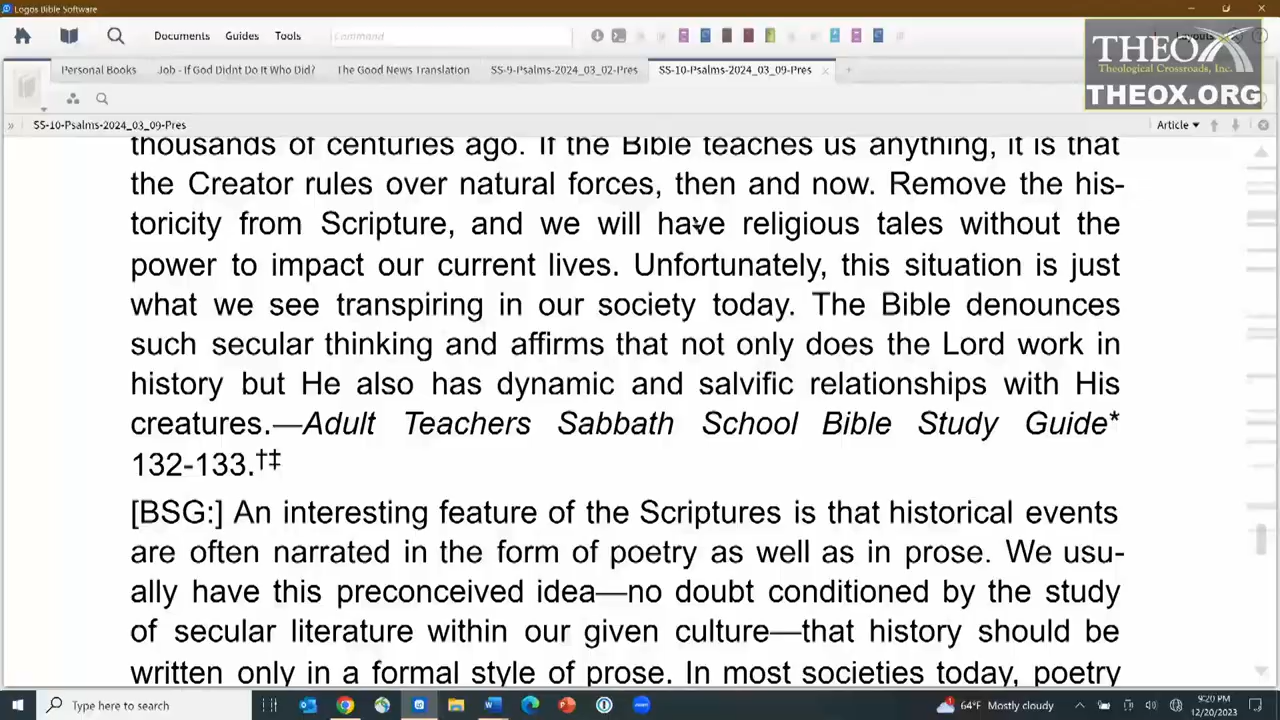 Logos Bible Software
Documents Guides Tools Command
THEOX
Theological Crossroads, Inc.
THEOX.ORG
Personal Books Job - If God Didnt Do It Who Did? The Good News -Psalms-2024_03_02-Pres SS-10-Psalms-2024_03_09-Pres
SS-10-Psalms-2024_03_09-Pres Article
thousands of centuries ago. If the Bible teaches us anything, it is that
the Creator rules over natural forces, then and now. Remove the his-
toricity from Scripture, and we will have religious tales without the
power to impact our current lives. Unfortunately, this situation is just
what we see transpiring in our society today. The Bible denounces
such secular thinking and affirms that not only does the Lord work in
history but He also has dynamic and salvific relationships with His
creatures.—Adult Teachers Sabbath School Bible Study Guide*
132-133.†‡
[BSG:] An interesting feature of the Scriptures is that historical events
are often narrated in the form of poetry as well as in prose. We usu-
ally have this preconceived idea—no doubt conditioned by the study
of secular literature within our given culture—that history should be
written only in a formal style of prose. In most societies today, poetry
Type here to search
64°F Mostly cloudy
9:20 PM
12/20/2023